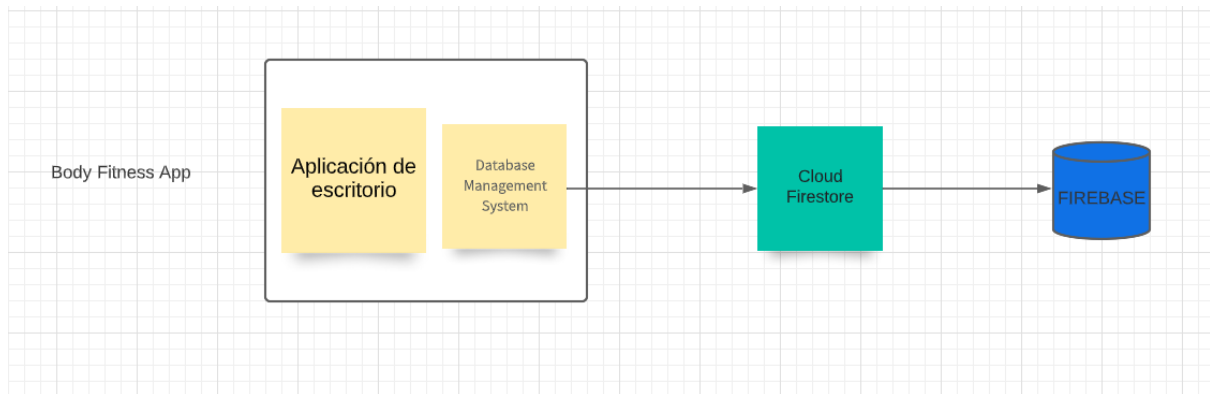 Body Fitness App
Aplicación de
escritorio
Database
Management
System
Cloud
Firestore
FIREBASE